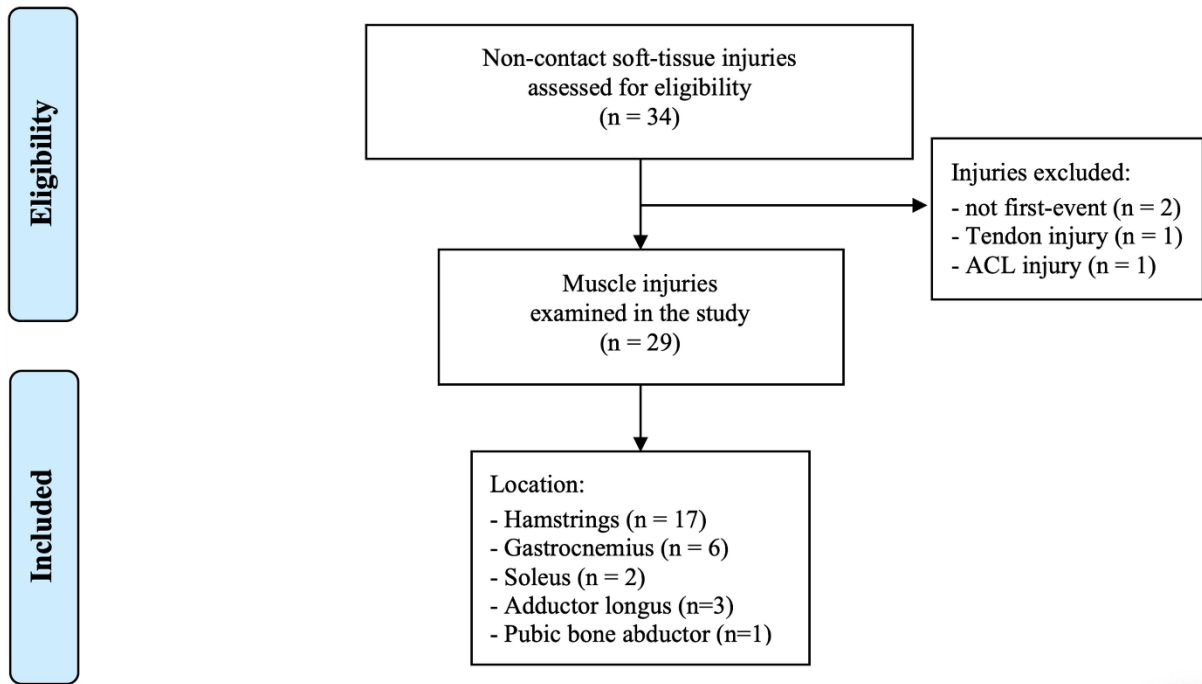 Eligibility
Non-contact soft-tissue injuries
assessed for eligibility
(n = 34)
Injuries excluded:
- not first-event (n = 2)
- Tendon injury (n = 1)
- ACL injury (n = 1)
Muscle injuries
examined in the study
(n = 29)
Included
Location:
- Hamstrings (n = 17)
- Gastrocnemius (n = 6)
- Soleus (n = 2)
- Adductor longus (n=3)
- Pubic bone abductor (n=1)